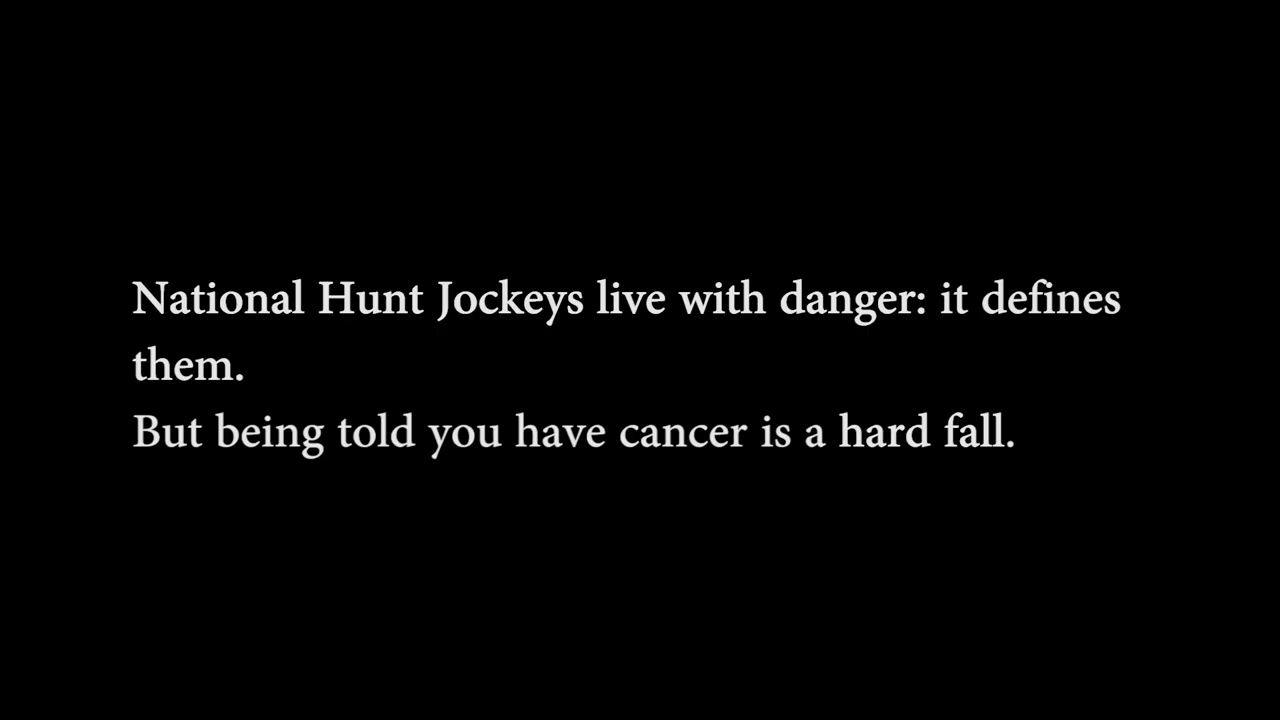 National Hunt Jockeys live with danger: it defines
them.
But being told you have cancer is a hard fall.